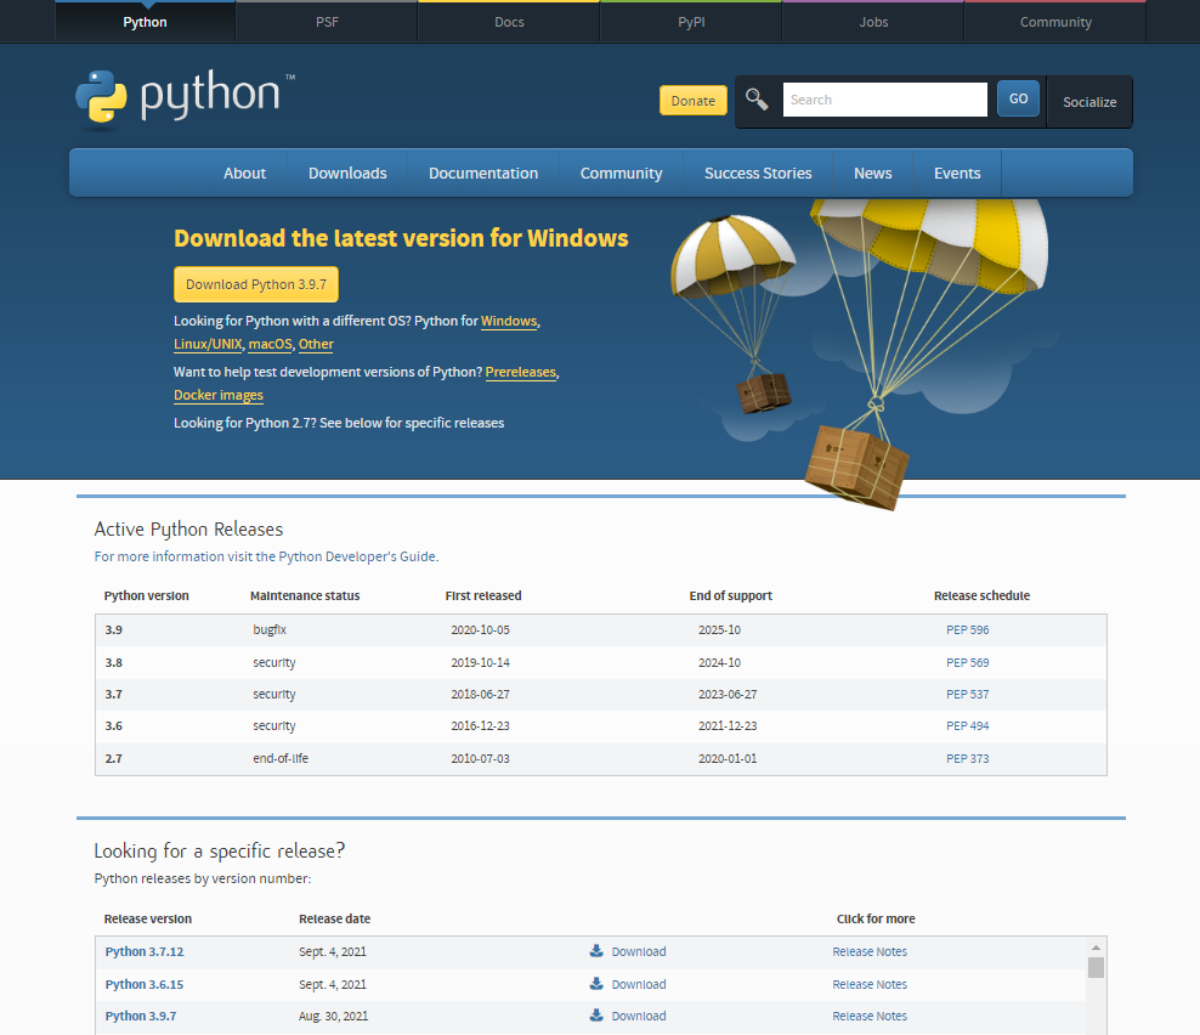 Python PSF Docs PyPI Jobs Community
python™
Donate Search GO Socialize
About Downloads Documentation Community Success Stories News Events
Download the latest version for Windows
Download Python 3.9.7
Looking for Python with a different OS? Python for Windows,
Linux/UNIX, macOS, Other
Want to help test development versions of Python? Prereleases,
Docker images
Looking for Python 2.7? See below for specific releases
Active Python Releases
For more information visit the Python Developer's Guide.
Python version Maintenance status First released End of support Release schedule
3.9 bugfix 2020-10-05 2025-10 PEP 596
3.8 security 2019-10-14 2024-10 PEP 569
3.7 security 2018-06-27 2023-06-27 PEP 537
3.6 security 2016-12-23 2021-12-23 PEP 494
2.7 end-of-life 2010-07-03 2020-01-01 PEP 373
Looking for a specific release?
Python releases by version number:
Release version Release date Click for more
Python 3.7.12 Sept. 4, 2021 Download Release Notes
Python 3.6.15 Sept. 4, 2021 Download Release Notes
Python 3.9.7 Aug. 30, 2021 Download Release Notes